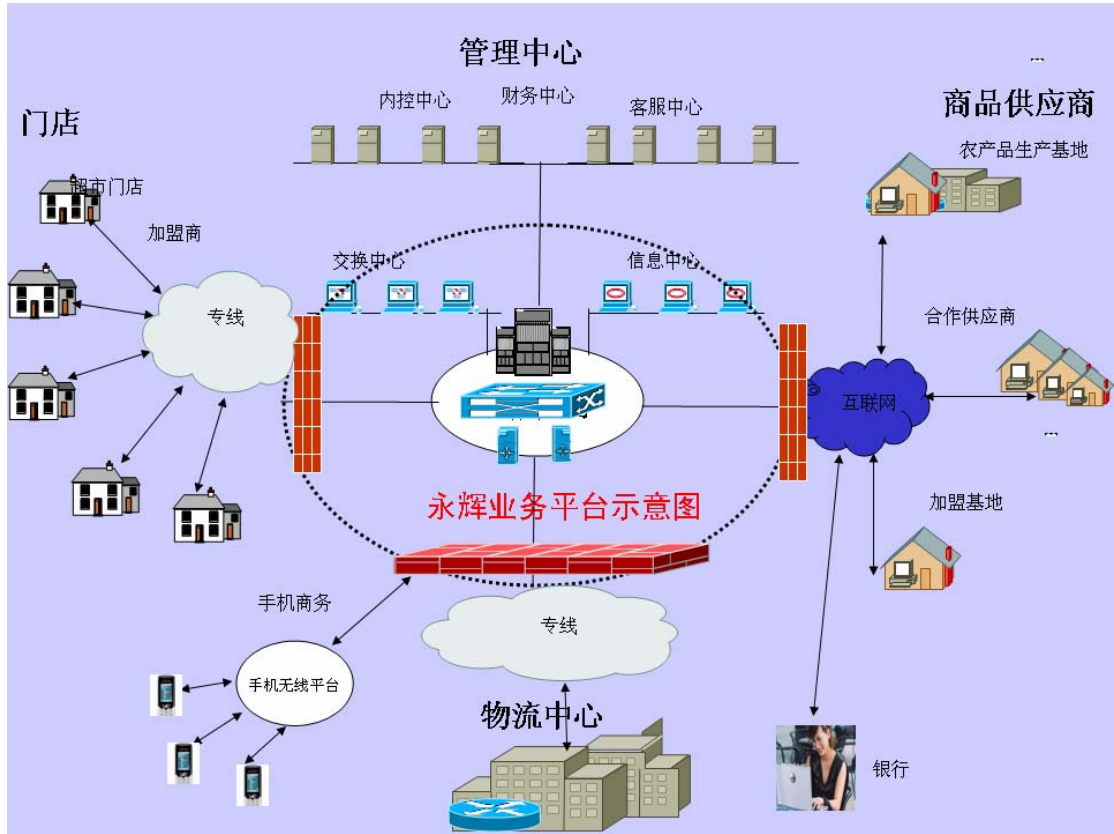 管理中心
内控中心
财务中心
客服中心
门店
商品供应商
农产品生产基地
超市门店
加盟商
交换中心
信息中心
专线
合作供应商
互联网
永辉业务平台示意图
加盟基地
手机商务
专线
手机无线平台
物流中心
银行